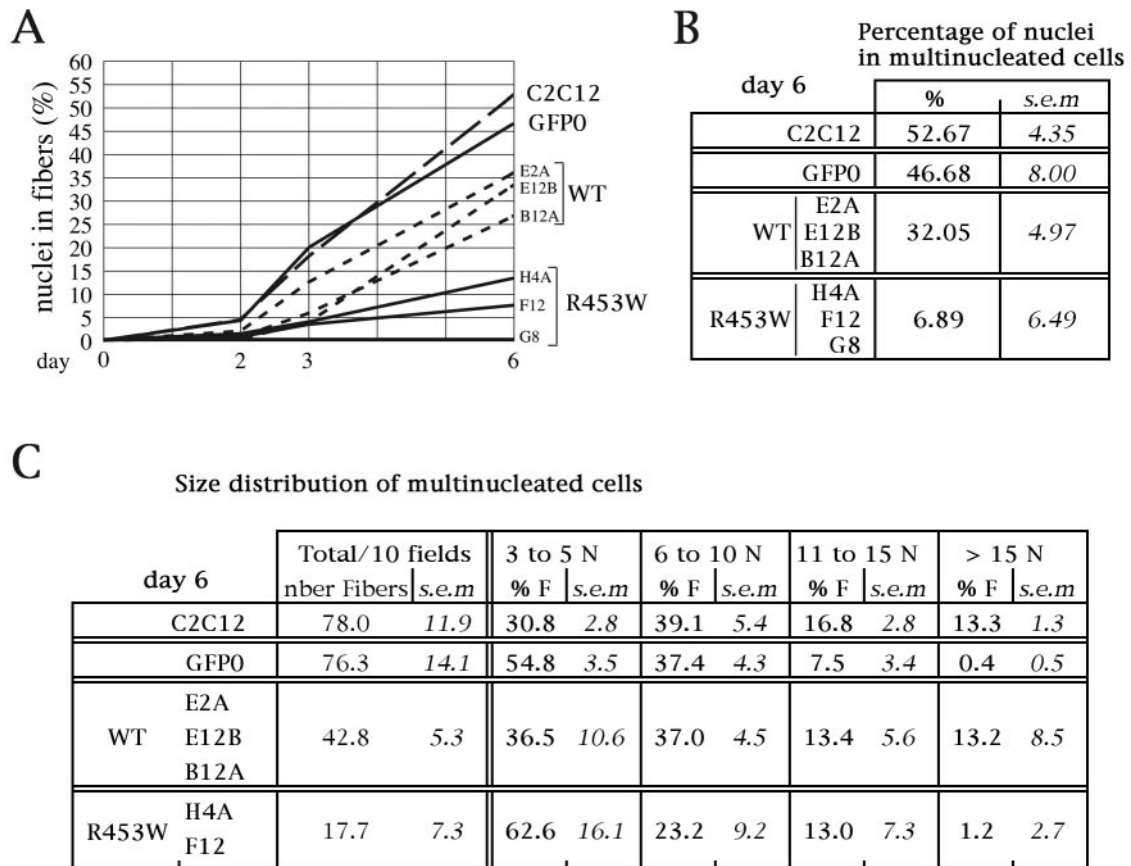 A
B
Percentage of nuclei
in multinucleated cells
nuclei in fibers (%)
60
55
50
45
40
35
30
25
20
15
10
5
0
day
0 2 3 6
C2C12
GFP0
E2A
E12B
B12A
WT
H4A
F12
G8
R453W
day 6
% s.e.m
C2C12 52.67 4.35
GFP0 46.68 8.00
E2A
WT E12B 32.05 4.97
B12A
H4A
R453W F12 6.89 6.49
G8
C
Size distribution of multinucleated cells
Total/10 fields 3 to 5 N 6 to 10 N 11 to 15 N > 15 N
day 6
nber Fibers s.e.m % F s.e.m % F s.e.m % F s.e.m % F s.e.m
C2C12 78.0 11.9 30.8 2.8 39.1 5.4 16.8 2.8 13.3 1.3
GFP0 76.3 14.1 54.8 3.5 37.4 4.3 7.5 3.4 0.4 0.5
E2A
WT E12B 42.8 5.3 36.5 10.6 37.0 4.5 13.4 5.6 13.2 8.5
B12A
H4A
R453W 17.7 7.3 62.6 16.1 23.2 9.2 13.0 7.3 1.2 2.7
F12